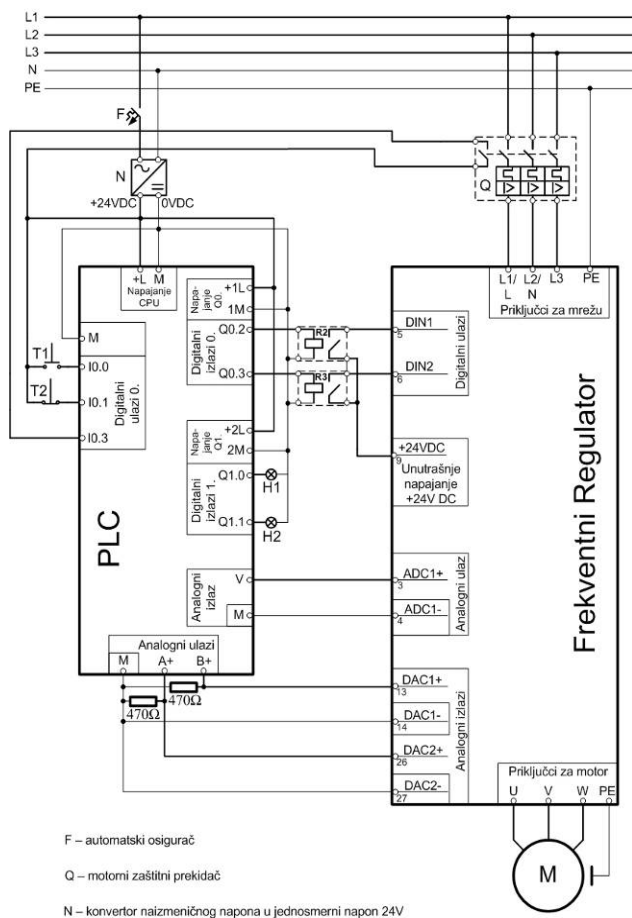 L1
L2
L3
N
PE
F
N
+24VDC
0VDC
Q
+L
M
Napajanje CPU
Napa-
janje
Q0.
+1L
1M
L1/
L
L2/
N
L3
PE
Priključci za mrežu
M
T1
I0.0
T2
I0.1
I0.3
Digitalni
ulazi 0.
Q0.2
Q0.3
Digitalni
izlazi 0.
R2
R3
DIN1
5
DIN2
6
Digitalni ulazi
Napa-
janje
Q1.
+2L
2M
+24VDC
9
Unutrašnje
napajanje
+24V DC
Q1.0
H1
Q1.1
H2
Digitalni
izlazi 1.
PLC
Frekventni Regulator
V
M
Analogni
izlaz
ADC1+
3
ADC1-
4
Analogni ulaz
Analogni ulazi
M
A+
B+
470Ω
470Ω
DAC1+
13
DAC1-
14
DAC2+
26
DAC2-
27
Analogni izlazi
Priključci za motor
U
V
W
PE
M
F – automatski osigurač
Q – motorni zaštitni prekidač
N – konvertor naizmeničnog napona u jednosmerni napon 24V